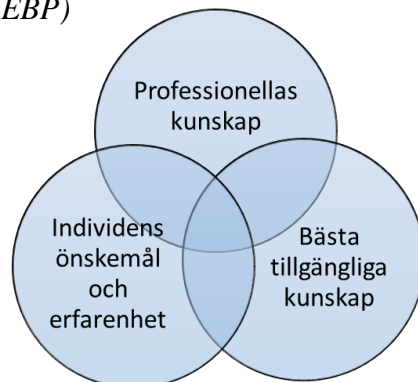 EBP)
Professionellas
kunskap
Individens
önskemål
och
erfarenhet
Bästa
tillgängliga
kunskap